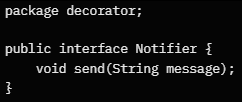 package decorator;

public interface Notifier {
    void send(String message);
}